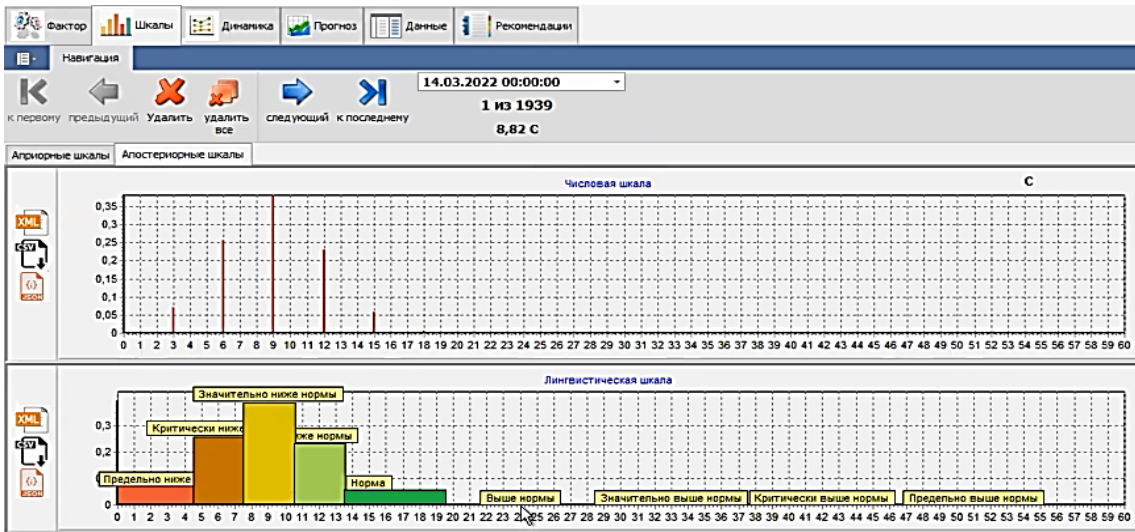 Фактор Шкалы Динамика Прогноз Данные Рекомендации
Навигация
14.03.2022 00:00:00
1 из 1939
к первому предыдущий Удалить удалить все следующий к последнему
8,82 C
Априорные шкалы Апостериорные шкалы
Числовая шкала C
XML
CSV
JSON
0,35
0,3
0,25
0,2
0,15
0,1
0,05
0
0 1 2 3 4 5 6 7 8 9 10 11 12 13 14 15 16 17 18 19 20 21 22 23 24 25 26 27 28 29 30 31 32 33 34 35 36 37 38 39 40 41 42 43 44 45 46 47 48 49 50 51 52 53 54 55 56 57 58 59 60
Лингвистическая шкала
XML
CSV
JSON
Значительно ниже нормы
0,3
Критически ниже
же нормы
0,2
Предельно ниже
Норма
Выше нормы Значительно выше нормы Критически выше нормы Предельно выше нормы
0
0 1 2 3 4 5 6 7 8 9 10 11 12 13 14 15 16 17 18 19 20 21 22 23 24 25 26 27 28 29 30 31 32 33 34 35 36 37 38 39 40 41 42 43 44 45 46 47 48 49 50 51 52 53 54 55 56 57 58 59 60